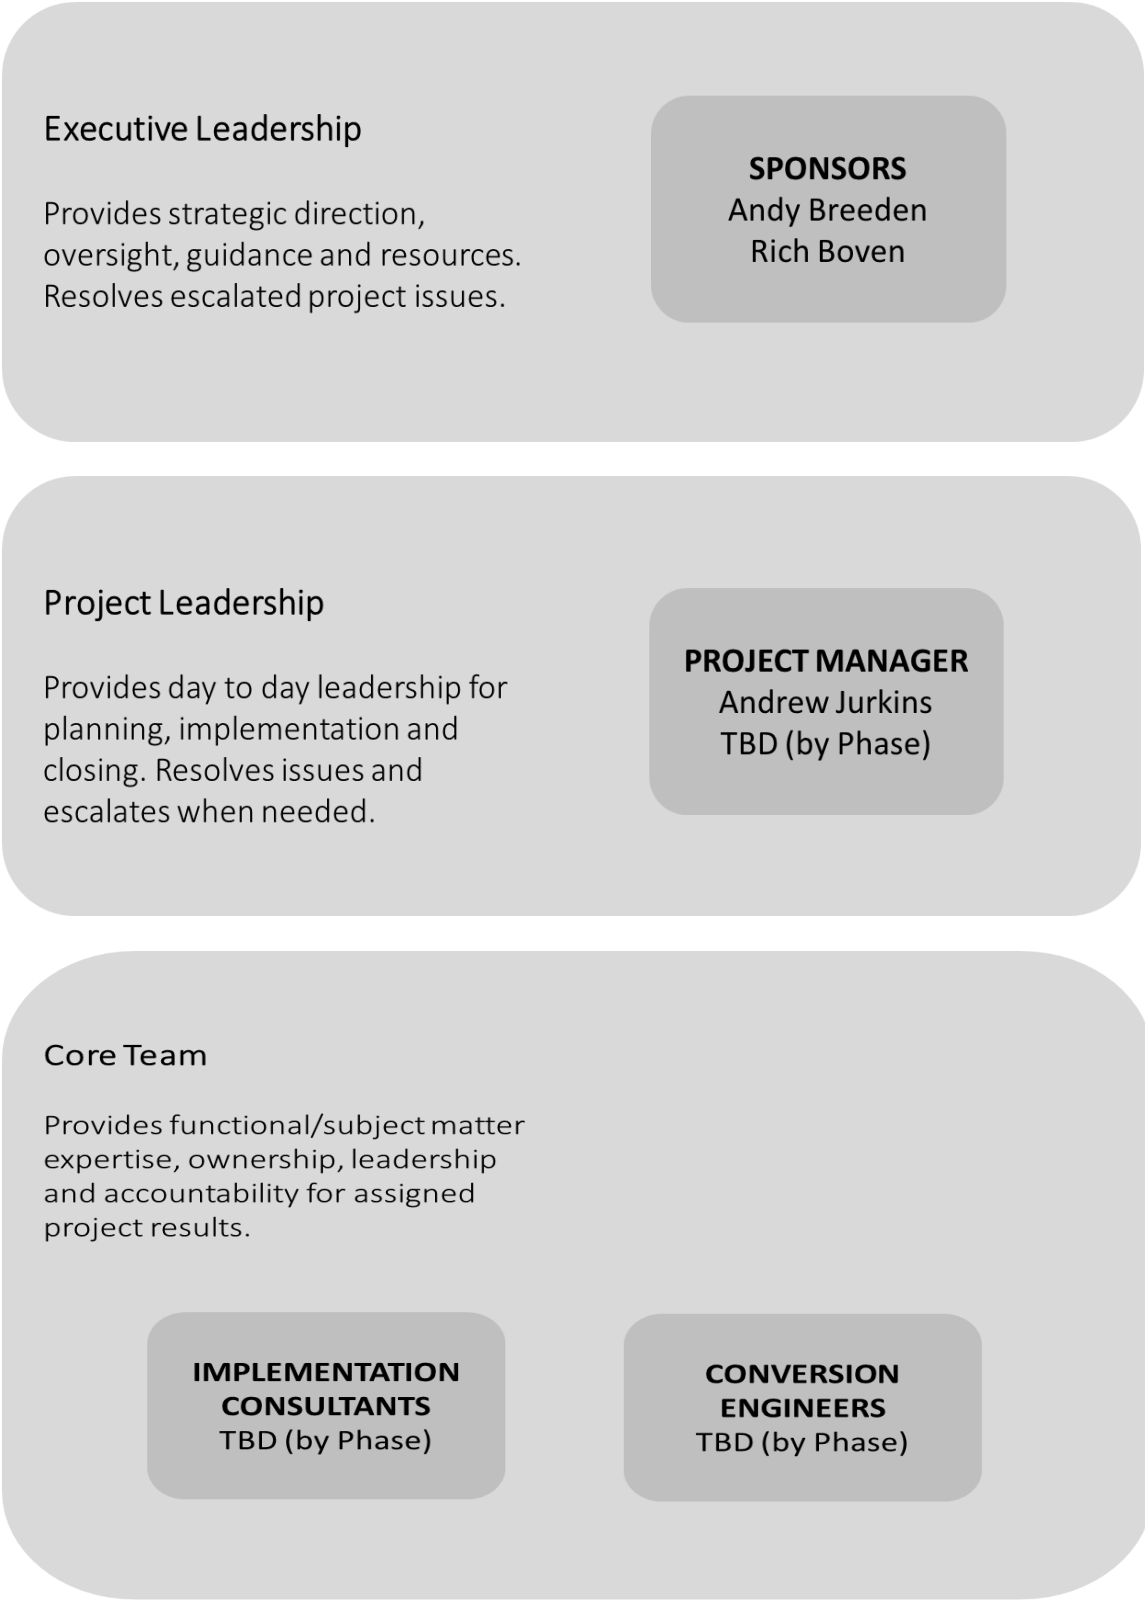 Executive Leadership
Provides strategic direction,
oversight, guidance and resources.
Resolves escalated project issues.
SPONSORS
Andy Breeden
Rich Boven
Project Leadership
Provides day to day leadership for
planning, implementation and
closing. Resolves issues and
escalates when needed.
PROJECT MANAGER
Andrew Jurkins
TBD (by Phase)
Core Team
Provides functional/subject matter
expertise, ownership, leadership
and accountability for assigned
project results.
IMPLEMENTATION
CONSULTANTS
TBD (by Phase)
CONVERSION
ENGINEERS
TBD (by Phase)